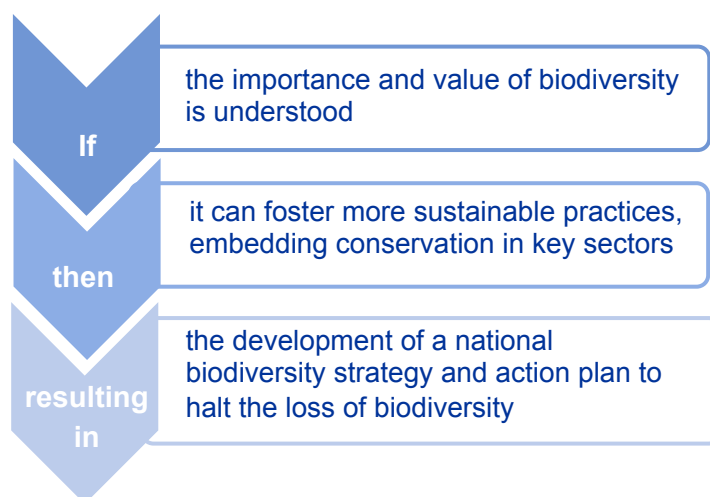 the importance and value of biodiversity
is understood
If
it can foster more sustainable practices,
embedding conservation in key sectors
then
the development of a national
biodiversity strategy and action plan to
halt the loss of biodiversity
resulting
in